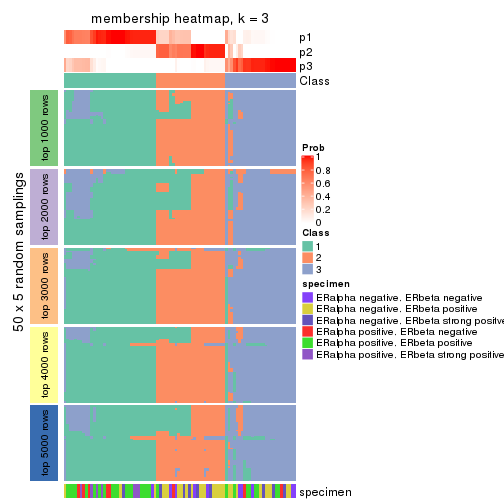 membership heatmap, k = 3
p1
p2
p3
Class
50 x 5 random samplings
top 1000 rows
top 2000 rows
top 3000 rows
top 4000 rows
top 5000 rows
specimen
Prob
1
0.8
0.6
0.4
0.2
0
Class
1
2
3
specimen
ERalpha negative. ERbeta negative
ERalpha negative. ERbeta positive
ERalpha negative. ERbeta strong positive
ERalpha positive. ERbeta negative
ERalpha positive. ERbeta positive
ERalpha positive. ERbeta strong positive